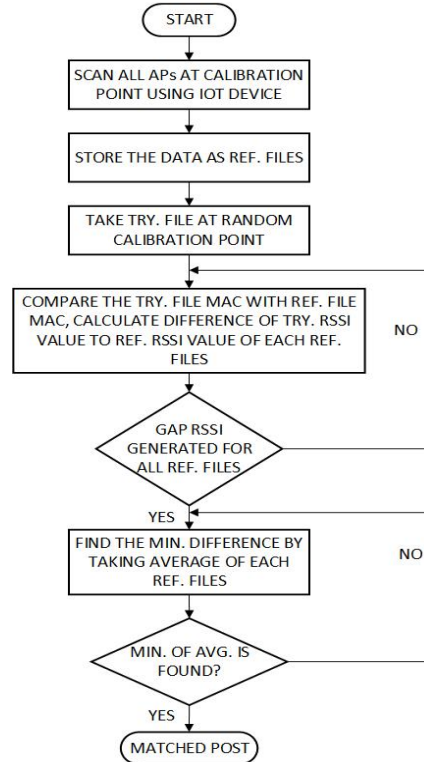 START
SCAN ALL APs AT CALIBRATION
POINT USING IOT DEVICE
STORE THE DATA AS REF. FILES
TAKE TRY. FILE AT RANDOM
CALIBRATION POINT
COMPARE THE TRY. FILE MAC WITH REF. FILE
MAC, CALCULATE DIFFERENCE OF TRY. RSSI
VALUE TO REF. RSSI VALUE OF EACH REF.
FILES
NO
GAP RSSI
GENERATED FOR
ALL REF. FILES
YES
FIND THE MIN. DIFFERENCE BY
TAKING AVERAGE OF EACH
REF. FILES
NO
MIN. OF AVG. IS
FOUND?
YES
MATCHED POST